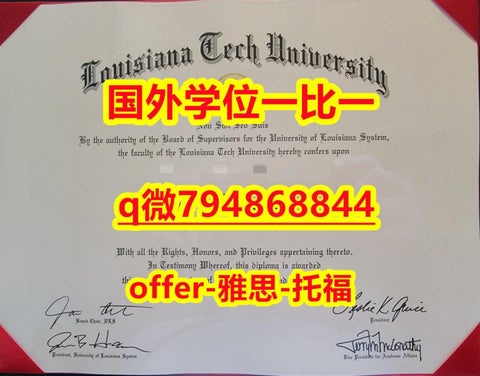 Louisiana Tech University
国外学位一比一
Non Sibi Seo Suis
By the authority of the Board of Supervisors for the University of Louisiana System,
the faculty of the Louisiana Tech University hereby confers upon
q微794868844
With all the Rights, Honors, and Privileges appertaining thereto.
In Testimony Whereof, this diploma is awarded
offer-雅思-托福
President
President, University of Louisiana System
Vice President for Academic Affairs